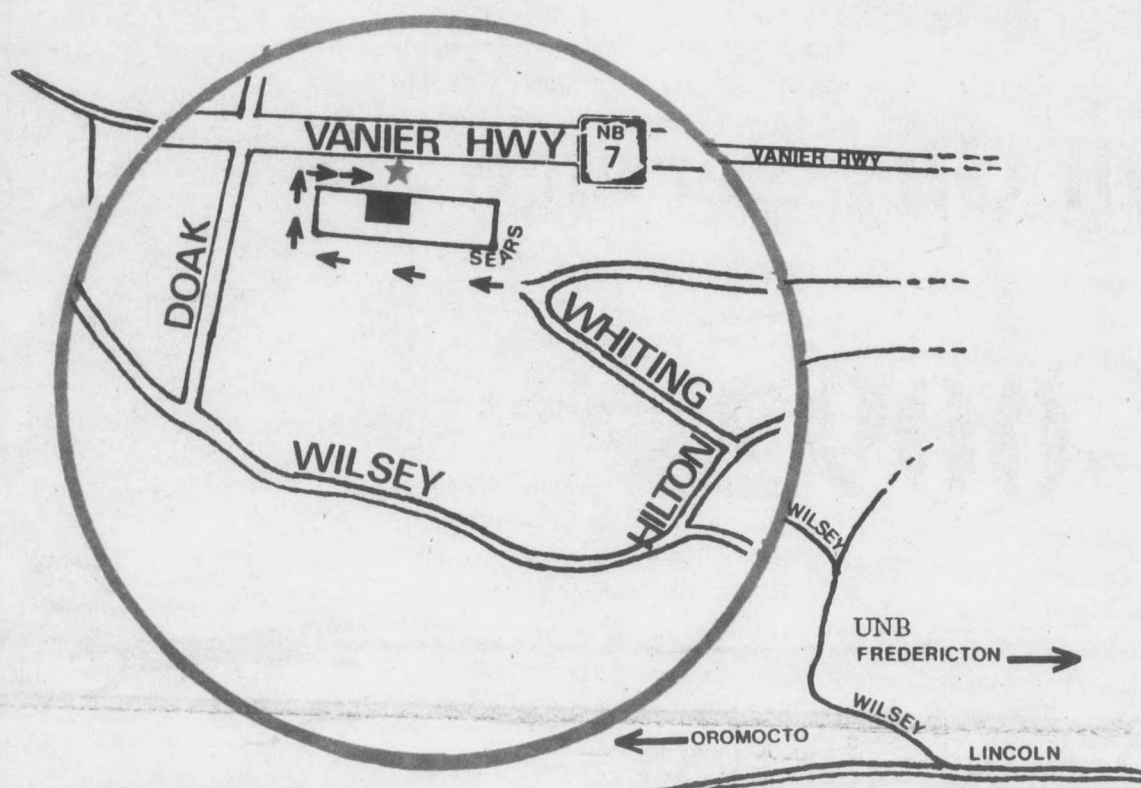 VANIER HWY
NB
7
VANIER HWY
DOAK
SEARS
WHITING
WILSEY
HILTON
WILSEY
UNB
FREDERICTON
WILSEY
OROMOCTO
LINCOLN